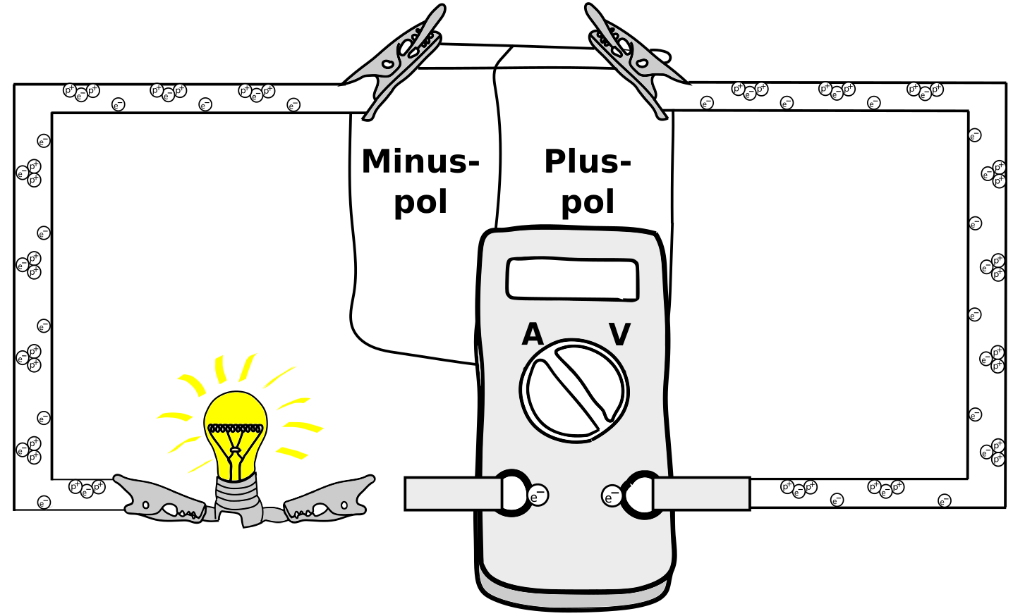 p+ e- p+ p+ e- p+ p+ e- p+ p+ e- p+ p+ e- p+ p+ e- p+
e- e- e- e- e- e-
e- e-
Minus- Plus-
e- p+ p+ e- p+ p+
pol pol
e- e-
e- p+ p+ e- p+ p+
e- e-
A V
e- p+ p+ e- p+ p+
e- e-
e- p+ p+ e- p+ p+
p+ e- p+ p+ e- p+ p+ e- p+
e- e- e- e- e-